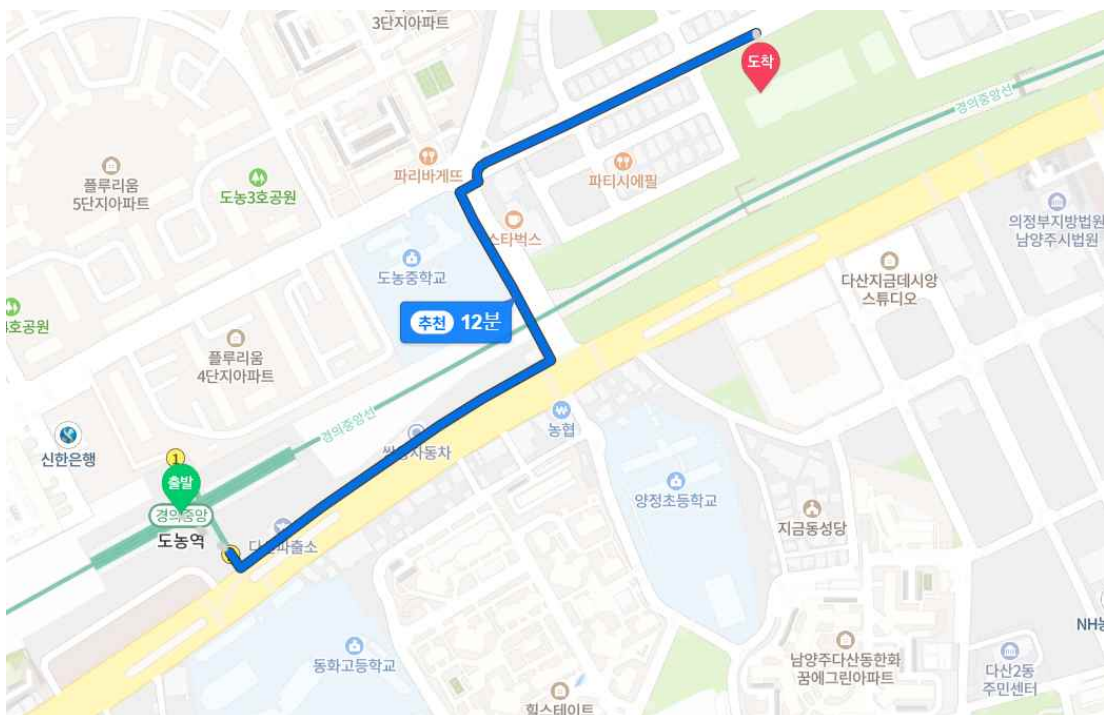 3단지아파트
도착
경의중앙선
파리바게뜨
파티시에필
플루리움
5단지아파트
도농3호공원
의정부지방법원
남양주시법원
스타벅스
도농중학교
다산지금데시앙
스튜디오
호공원
추천 12분
플루리움
4단지아파트
경의중앙선
농협
신한은행
1
출발
양정초등학교
경의중앙
지금동성당
도농역
NH농
동화고등학교
남양주다산동한화
꿈에그린아파트
다산2동
주민센터
힐스테이트